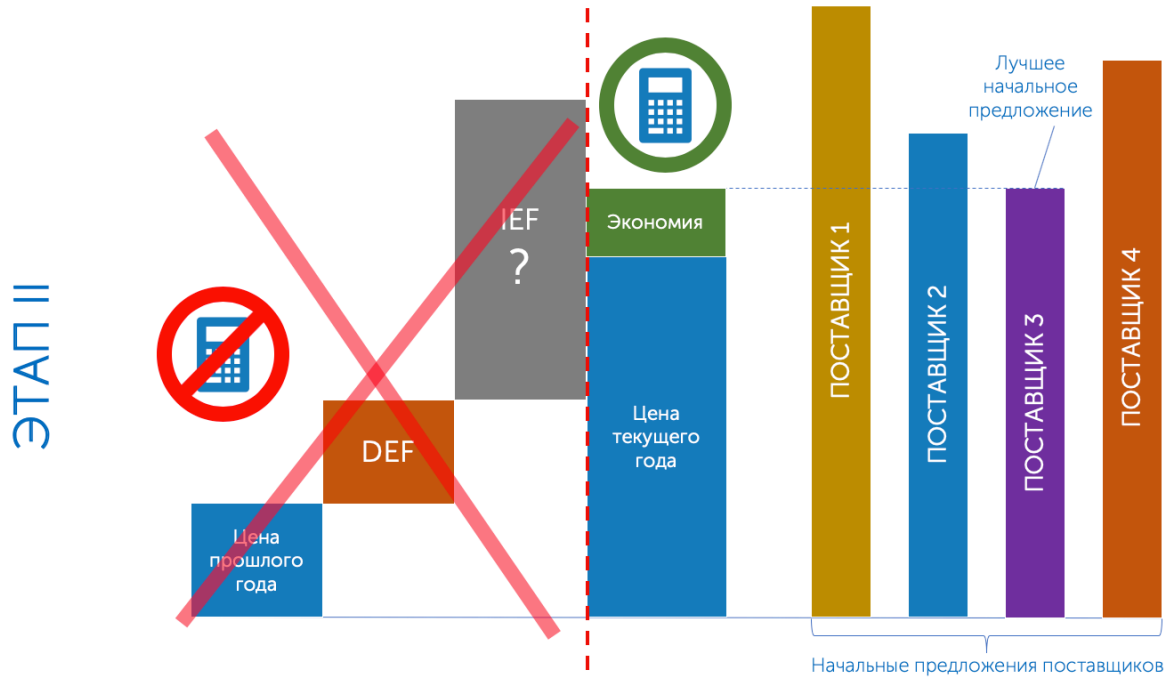 ЭТАП II
Цена
прошлого
года
DEF
IEF
?
Экономия
Цена
текущего
года
ПОСТАВЩИК 1
ПОСТАВЩИК 2
Лучшее
начальное
предложение
ПОСТАВЩИК 3
ПОСТАВЩИК 4
Начальные предложения поставщиков